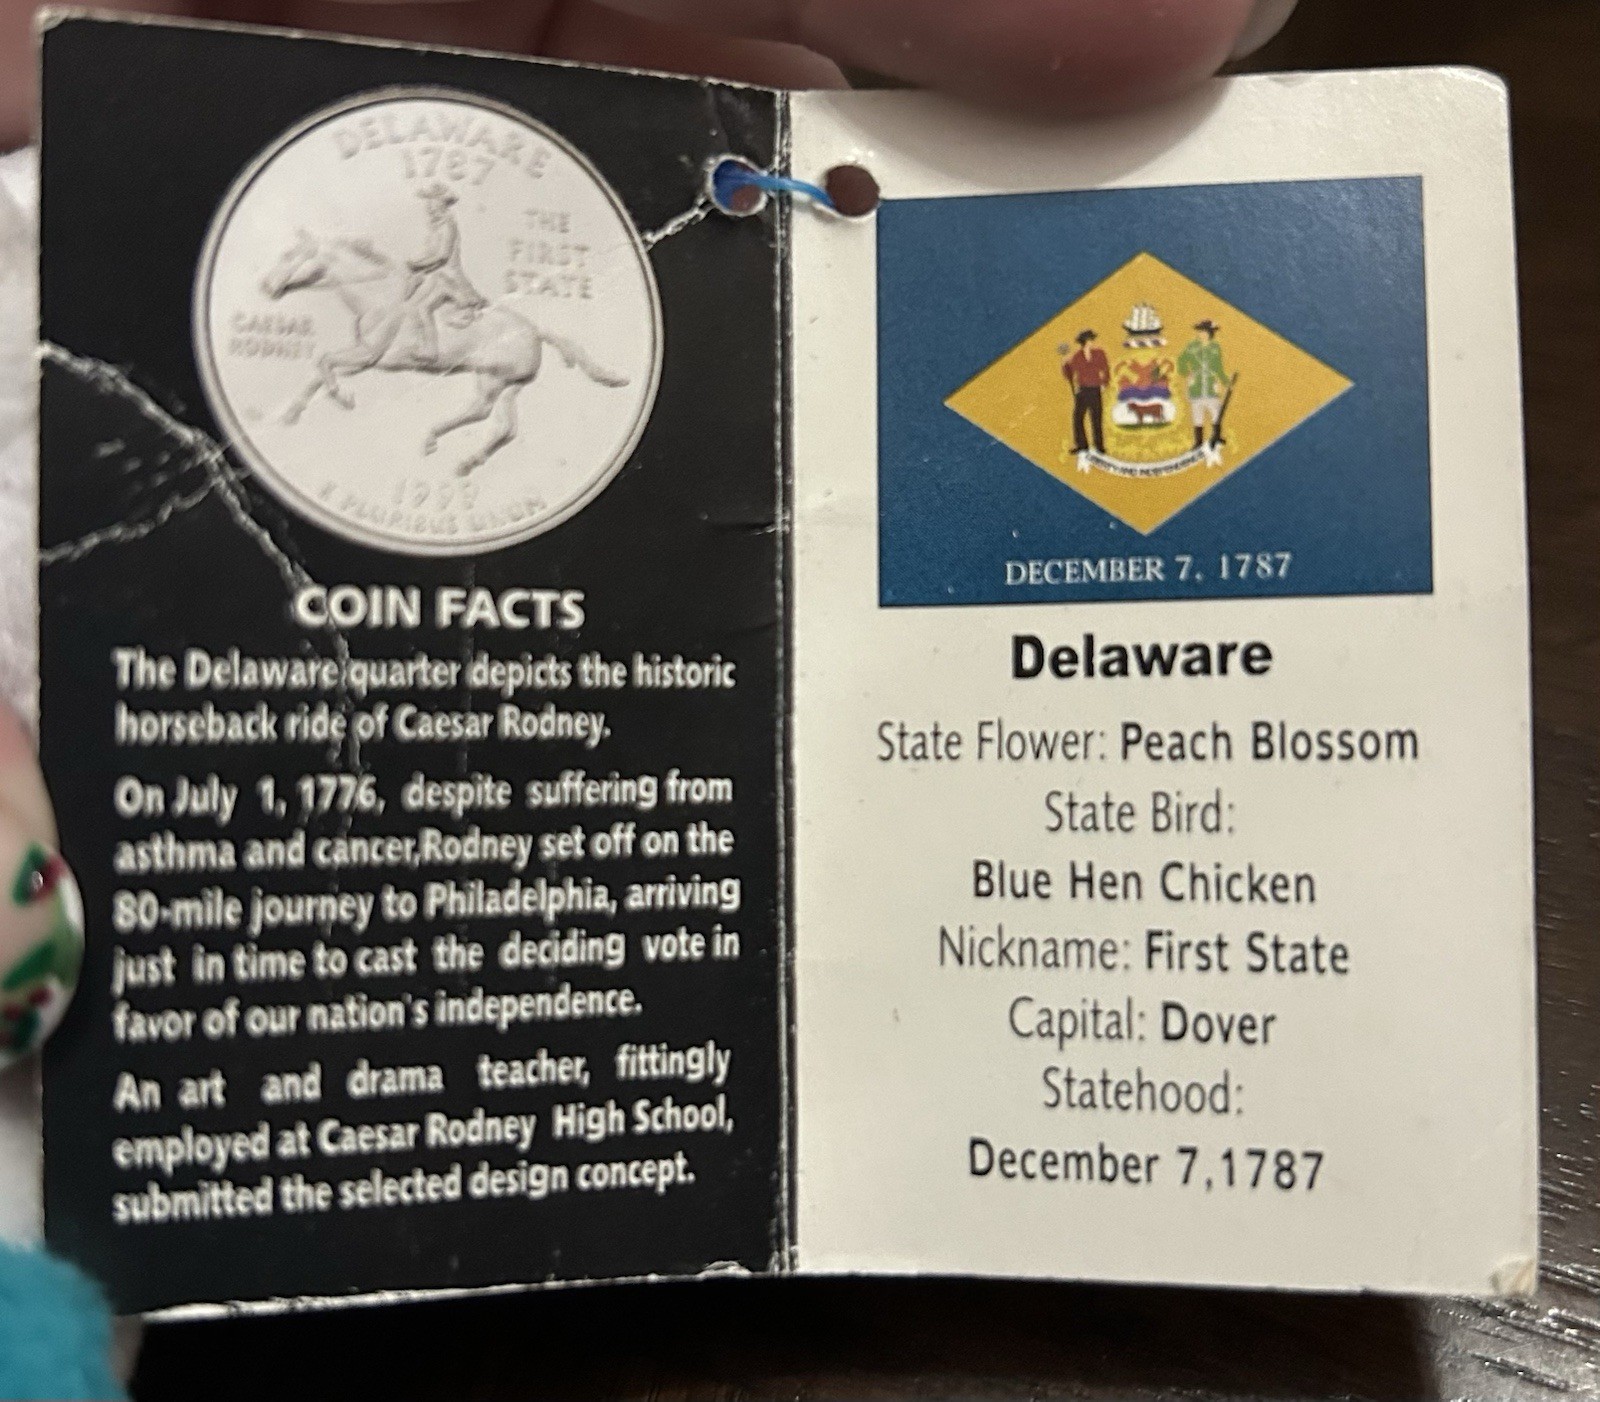 DELAWARE
1787
THE
FIRST
STATE
CAESAR
RODNEY
1999
E PLURIBUS UNUM
COIN FACTS
The Delaware quarter depicts the historic
horseback ride of Caesar Rodney.
On July 1, 1776, despite suffering from
asthma and cancer,Rodney set off on the
80-mile journey to Philadelphia, arriving
just in time to cast the deciding vote in
favor of our nation's independence.
An art and drama teacher, fittingly
employed at Caesar Rodney High School,
submitted the selected design concept.
DECEMBER 7, 1787
Delaware
State Flower: Peach Blossom
State Bird:
Blue Hen Chicken
Nickname: First State
Capital: Dover
Statehood:
December 7,1787